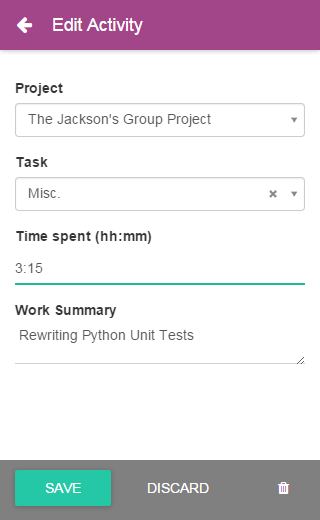 Edit Activity
Project
The Jackson's Group Project
Task
Misc.
Time spent (hh:mm)
3:15
Work Summary
Rewriting Python Unit Tests
SAVE DISCARD